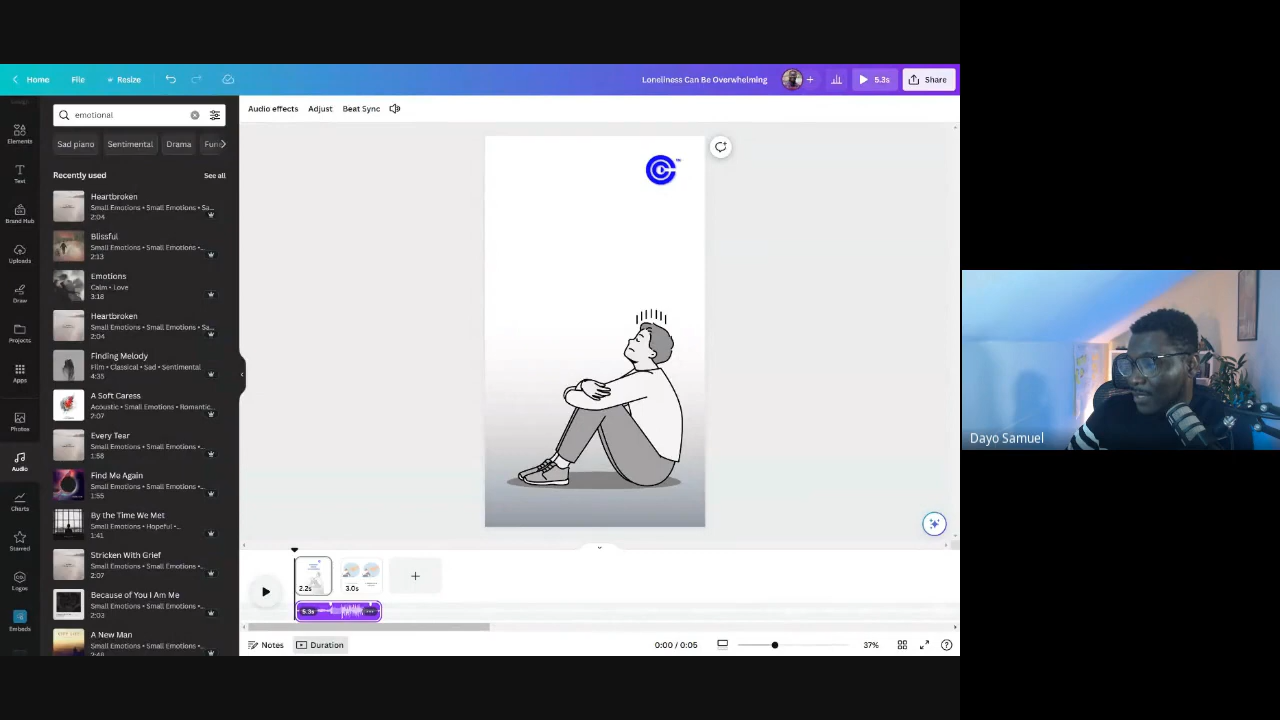 Home File Resize Loneliness Can Be Overwhelming 5.3s Share
Elements
Text
Brand Hub
Uploads
Draw
Projects
Apps
Photos
Audio
Charts
Starred
Logos
Embeds
emotional
Sad piano Sentimental Drama
Recently used See all
Heartbroken
Small Emotions • Small Emotions • Sa...
2:04
Blissful
Small Emotions • Small Emotions •...
2:33
Emotions
Calm • Love
3:18
Heartbroken
Small Emotions • Small Emotions • Sa...
2:04
Finding Melody
Film • Classical • Sad • Sentimental
4:35
A Soft Caress
Acoustic • Small Emotions • Romantic...
2:07
Every Tear
Small Emotions • Small Emotions •...
1:58
Find Me Again
Small Emotions • Small Emotions •...
1:55
By the Time We Met
Small Emotions • Hopeful •...
1:41
Stricken With Grief
Small Emotions • Small Emotions •...
2:07
Because of You I Am Me
Small Emotions • Small Emotions •...
2:03
A New Man
Small Emotions • Small Emotions •...
Audio effects Adjust Beat Sync
2.2s 3.0s
5.3s
Notes Duration 0:00 / 0:05 37%
Dayo Samuel